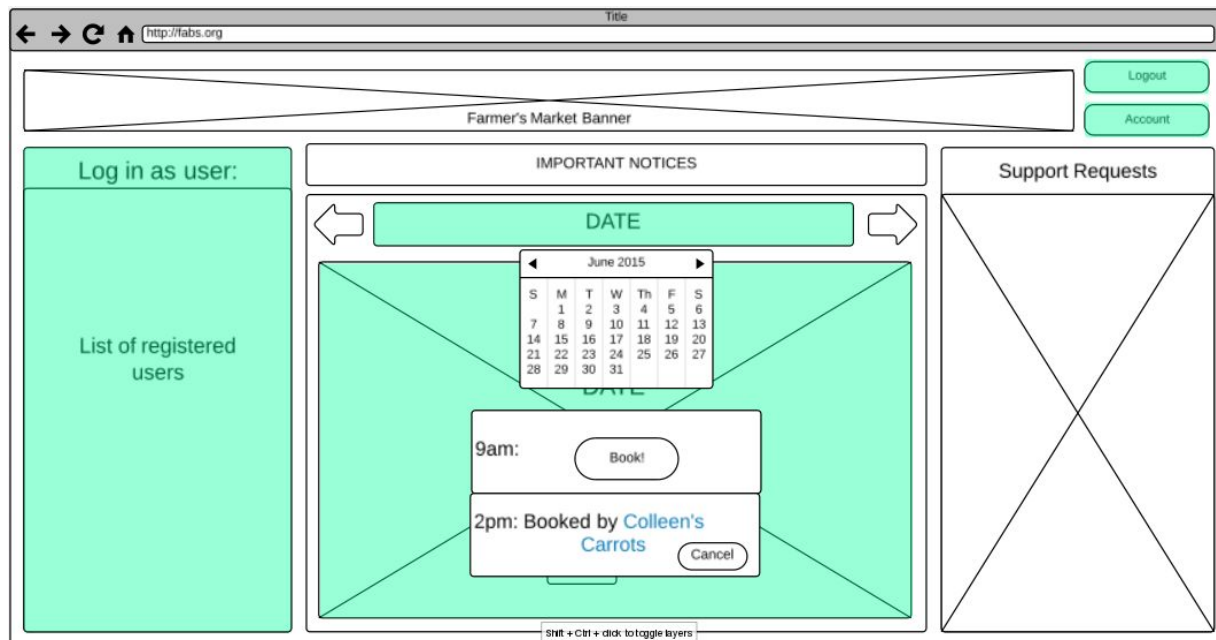 Title
http://fabs.org
Logout
Farmer's Market Banner
Account
Log in as user:
List of registered
users
IMPORTANT NOTICES
DATE
June 2015
S M T W Th F S
1 2 3 4 5 6
7 8 9 10 11 12 13
14 15 16 17 18 19 20
21 22 23 24 25 26 27
28 29 30 31
DATE
9am:
Book!
2pm: Booked by Colleen's
Carrots
Cancel
Support Requests
Shift + Ctrl + click to toggle layers